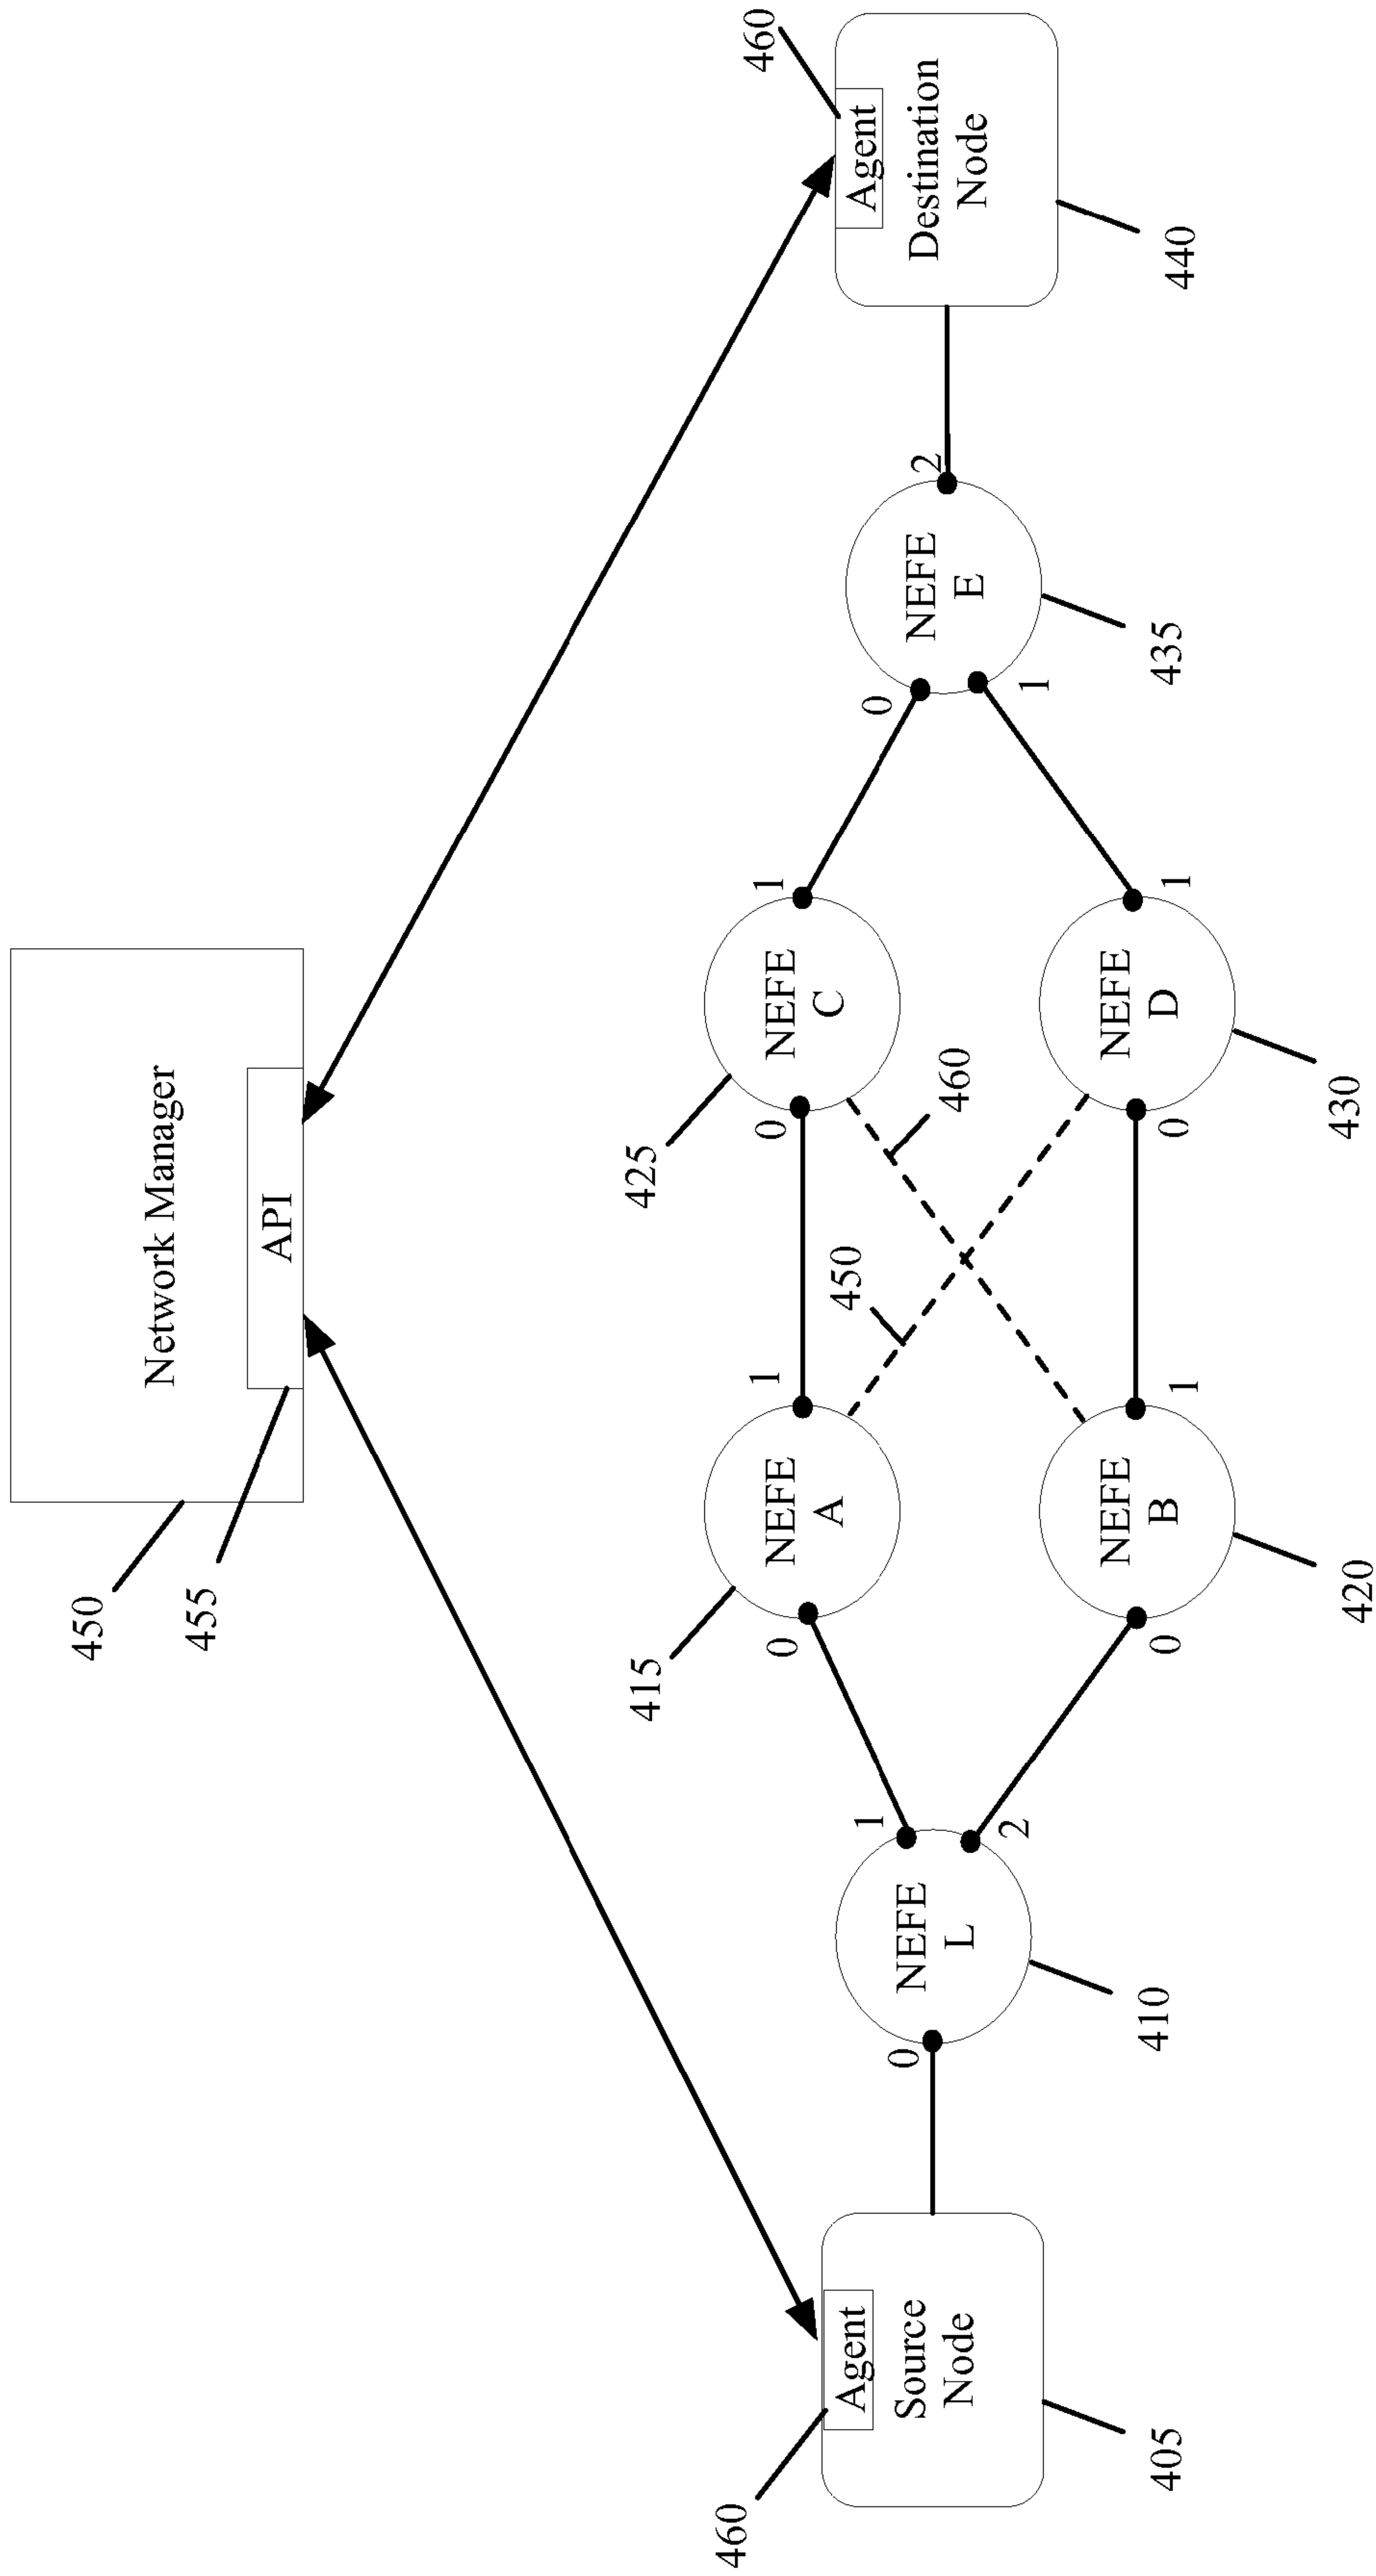 Network Manager
API
450
455
460
Agent
Source
Node
405
0
NEFE
L
410
1
2
415
0
NEFE
A
1
0
NEFE
B
1
420
450
460
425
0
NEFE
C
1
0
NEFE
D
1
430
0
1
NEFE
E
2
435
460
Agent
Destination
Node
440